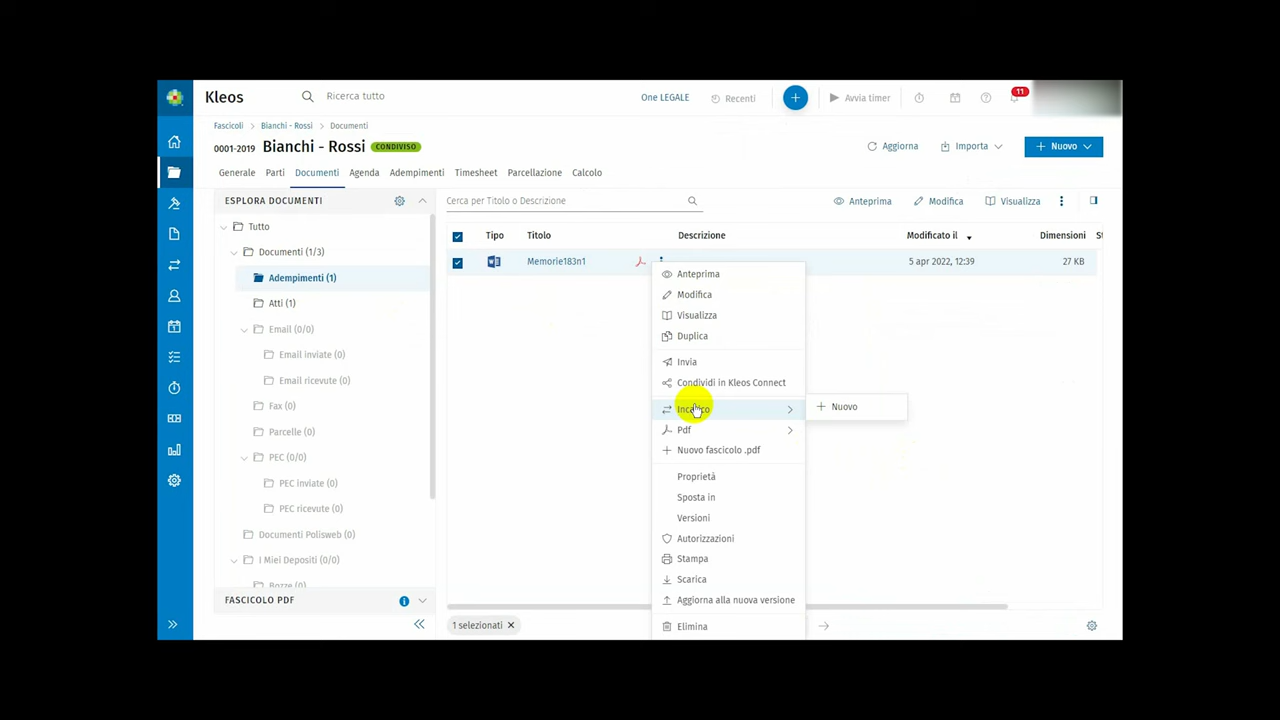 Kleos
Ricerca tutto
One LEGALE
Recenti
Avvia timer
11
Fascicoli
Bianchi - Rossi
Documenti
0001-2019 Bianchi - Rossi CONDIVISO
Aggiorna
Importa
Nuovo
Generale Parti Documenti Agenda Adempimenti Timesheet Parcellazione Calcolo
ESPLORA DOCUMENTI
Tutto
Documenti (1/3)
Adempimenti (1)
Atti (1)
Email (0/0)
Email inviate (0)
Email ricevute (0)
Fax (0)
Parcelle (0)
PEC (0/0)
PEC inviate (0)
PEC ricevute (0)
Documenti Polisweb (0)
I Miei Depositi (0/0)
Bozze (0)
FASCICOLO PDF
Cerca per Titolo o Descrizione
Anteprima
Modifica
Visualizza
Tipo Titolo Descrizione Modificato il Dimensioni
Memorie183n1 5 apr 2022, 12:39 27 KB
Anteprima
Modifica
Visualizza
Duplica
Invia
Condividi in Kleos Connect
Incarico
Nuovo
Pdf
Nuovo fascicolo .pdf
Proprietà
Sposta in
Versioni
Autorizzazioni
Stampa
Scarica
Aggiorna alla nuova versione
Elimina
1 selezionati